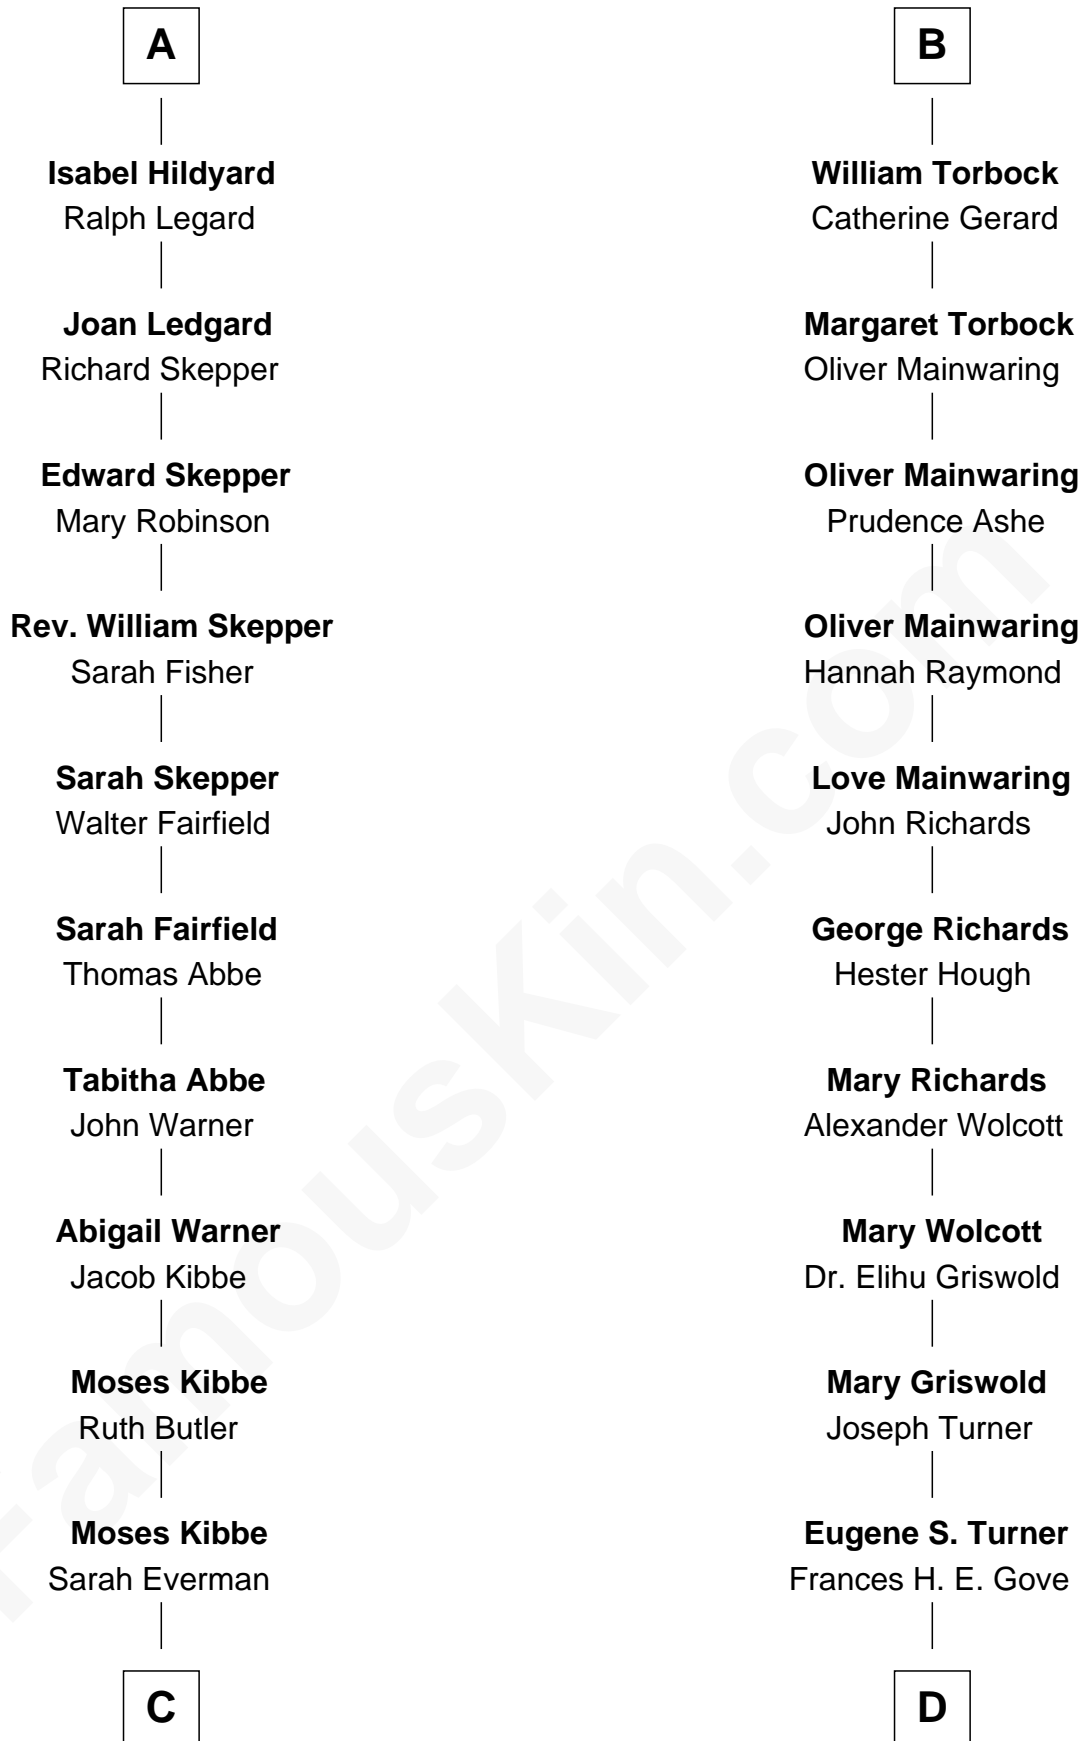 A
Isabel Hildyard
Ralph Legard
Joan Ledgard
Richard Skepper
Edward Skepper
Mary Robinson
Rev. William Skepper
Sarah Fisher
Sarah Skepper
Walter Fairfield
Sarah Fairfield
Thomas Abbe
Tabitha Abbe
John Warner
Abigail Warner
Jacob Kibbe
Moses Kibbe
Ruth Butler
Moses Kibbe
Sarah Everman
C
B
William Torbock
Catherine Gerard
Margaret Torbock
Oliver Mainwaring
Oliver Mainwaring
Prudence Ashe
Oliver Mainwaring
Hannah Raymond
Love Mainwaring
John Richards
George Richards
Hester Hough
Mary Richards
Alexander Wolcott
Mary Wolcott
Dr. Elihu Griswold
Mary Griswold
Joseph Turner
Eugene S. Turner
Frances H. E. Gove
D
FamousKin.com